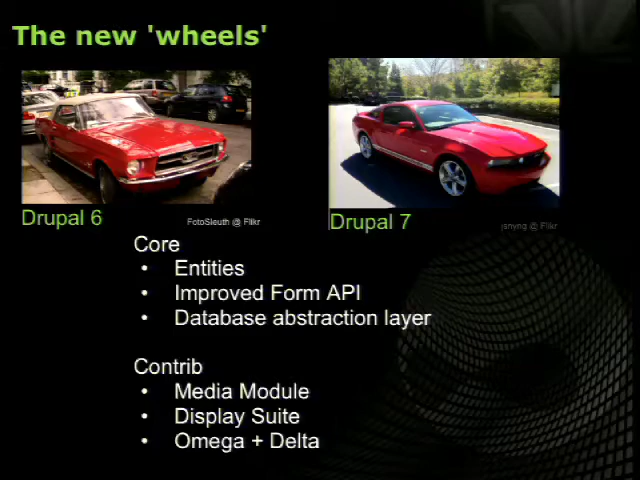 The new 'wheels'
Drupal 6
FotoSleuth @ Flikr
Drupal 7
jsnyng @ Flikr
Core
• Entities
• Improved Form API
• Database abstraction layer
Contrib
• Media Module
• Display Suite
• Omega + Delta